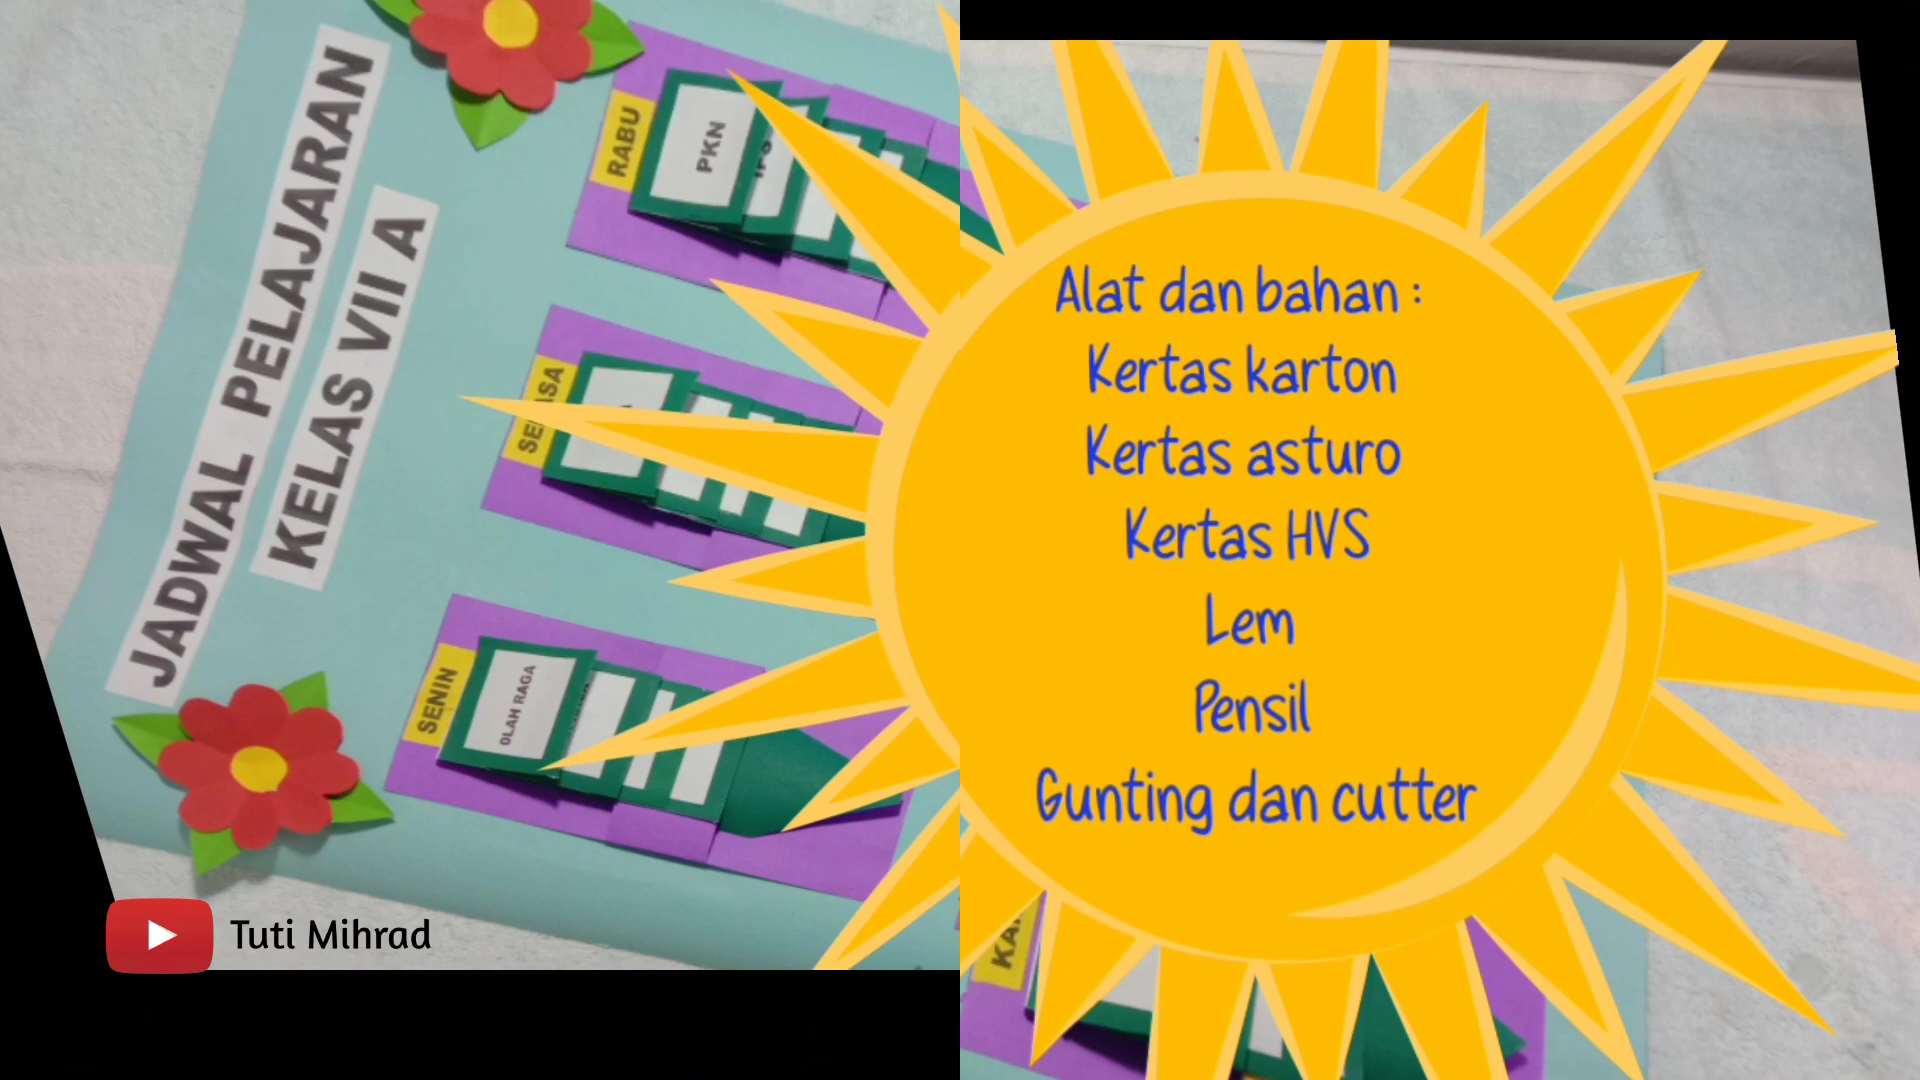 JADWAL PELAJARAN
KELAS VII A
RABU
PKN
SENIN
OLAH RAGA
Alat dan bahan :
Kertas karton
Kertas asturo
Kertas HVS
Lem
Pensil
Gunting dan cutter
Tuti Mihrad